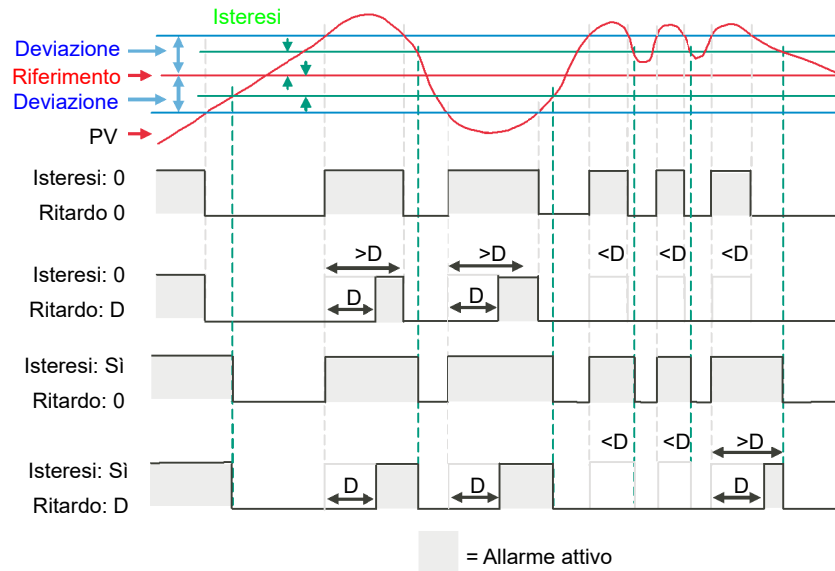 Isteresi
Deviazione
Riferimento
Deviazione
PV
Isteresi: 0
Ritardo 0
>D >D <D <D <D
Isteresi: 0
D D
Ritardo: D
Isteresi: Sì
Ritardo: 0
<D <D >D
Isteresi: Sì
D D D
Ritardo: D
= Allarme attivo